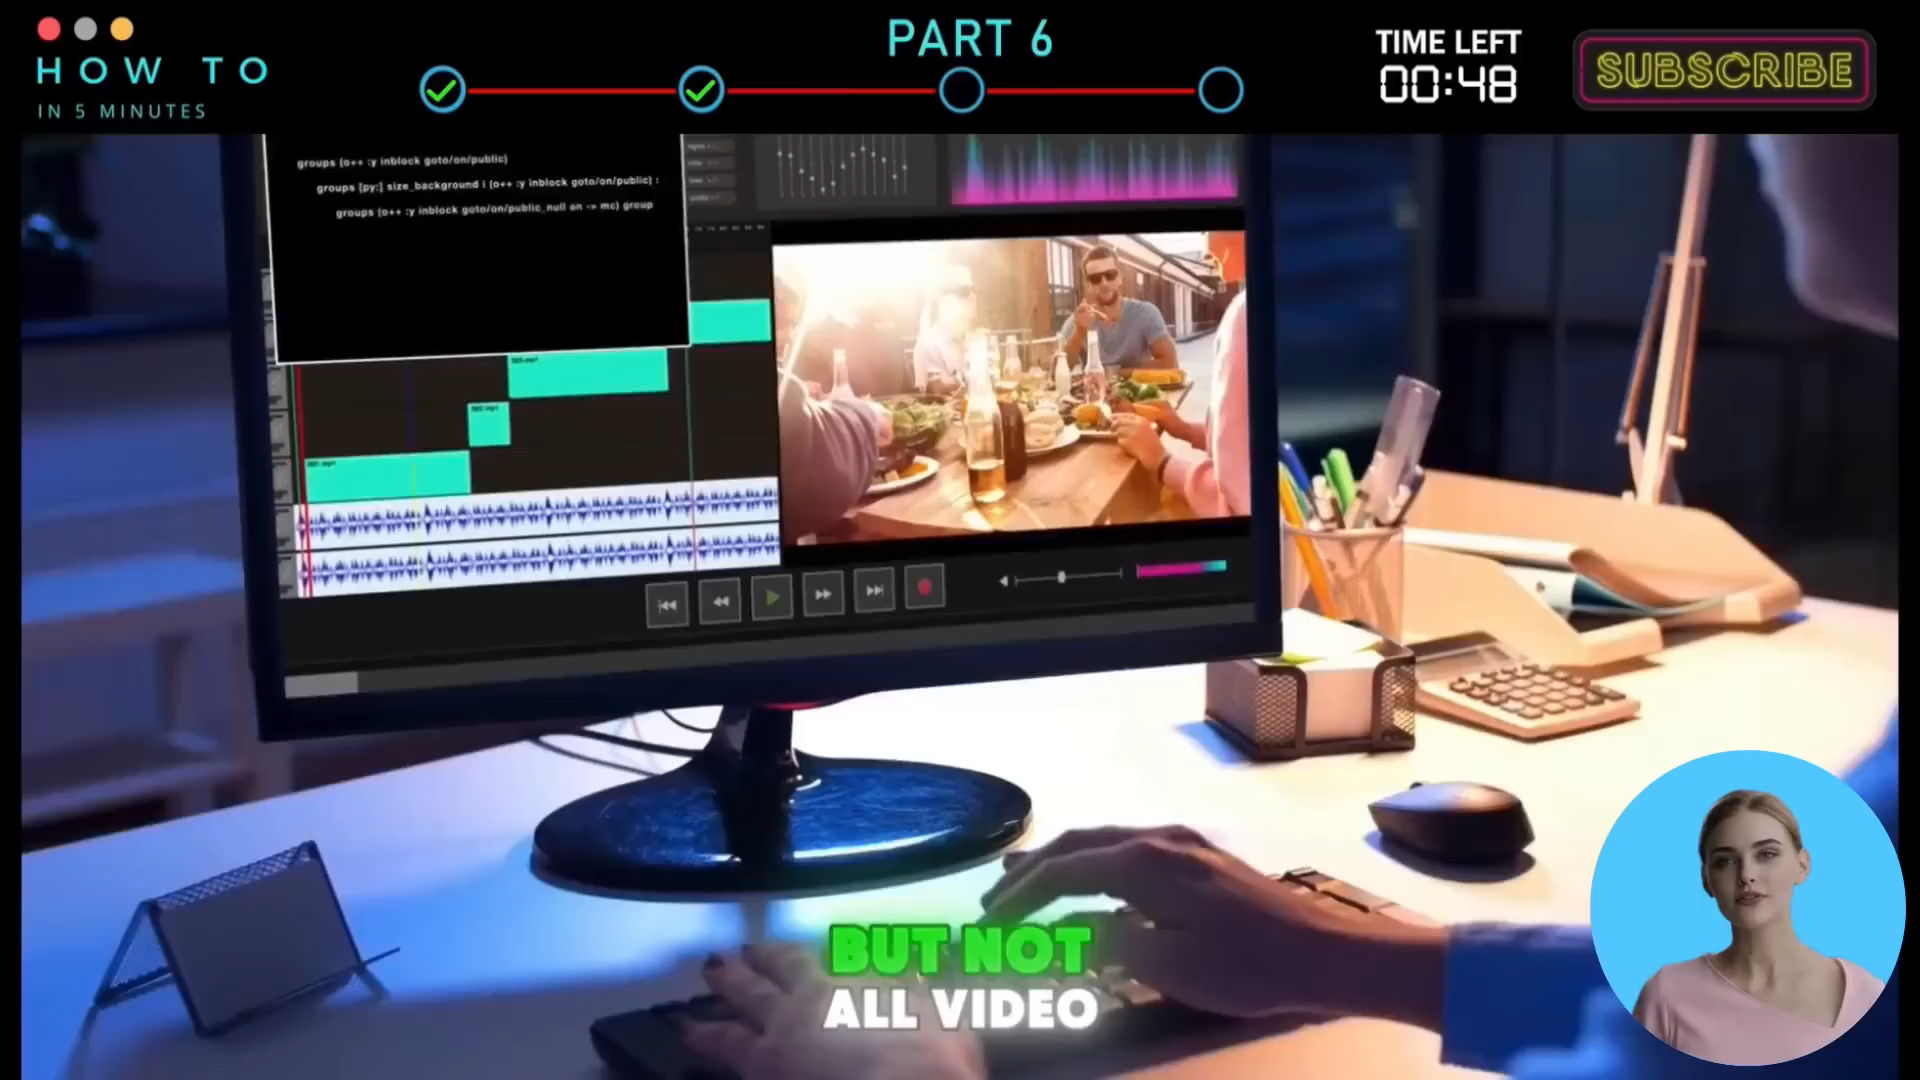 HOW TO
IN 5 MINUTES
PART 6
TIME LEFT
00:48
SUBSCRIBE
groups (o++ :y inblock goto/on/public)
groups [py:] size_background i (o++ :y inblock goto/on/public) :
groups (o++ :y inblock goto/on/public_null on -> mc) group
BUT NOT
ALL VIDEO